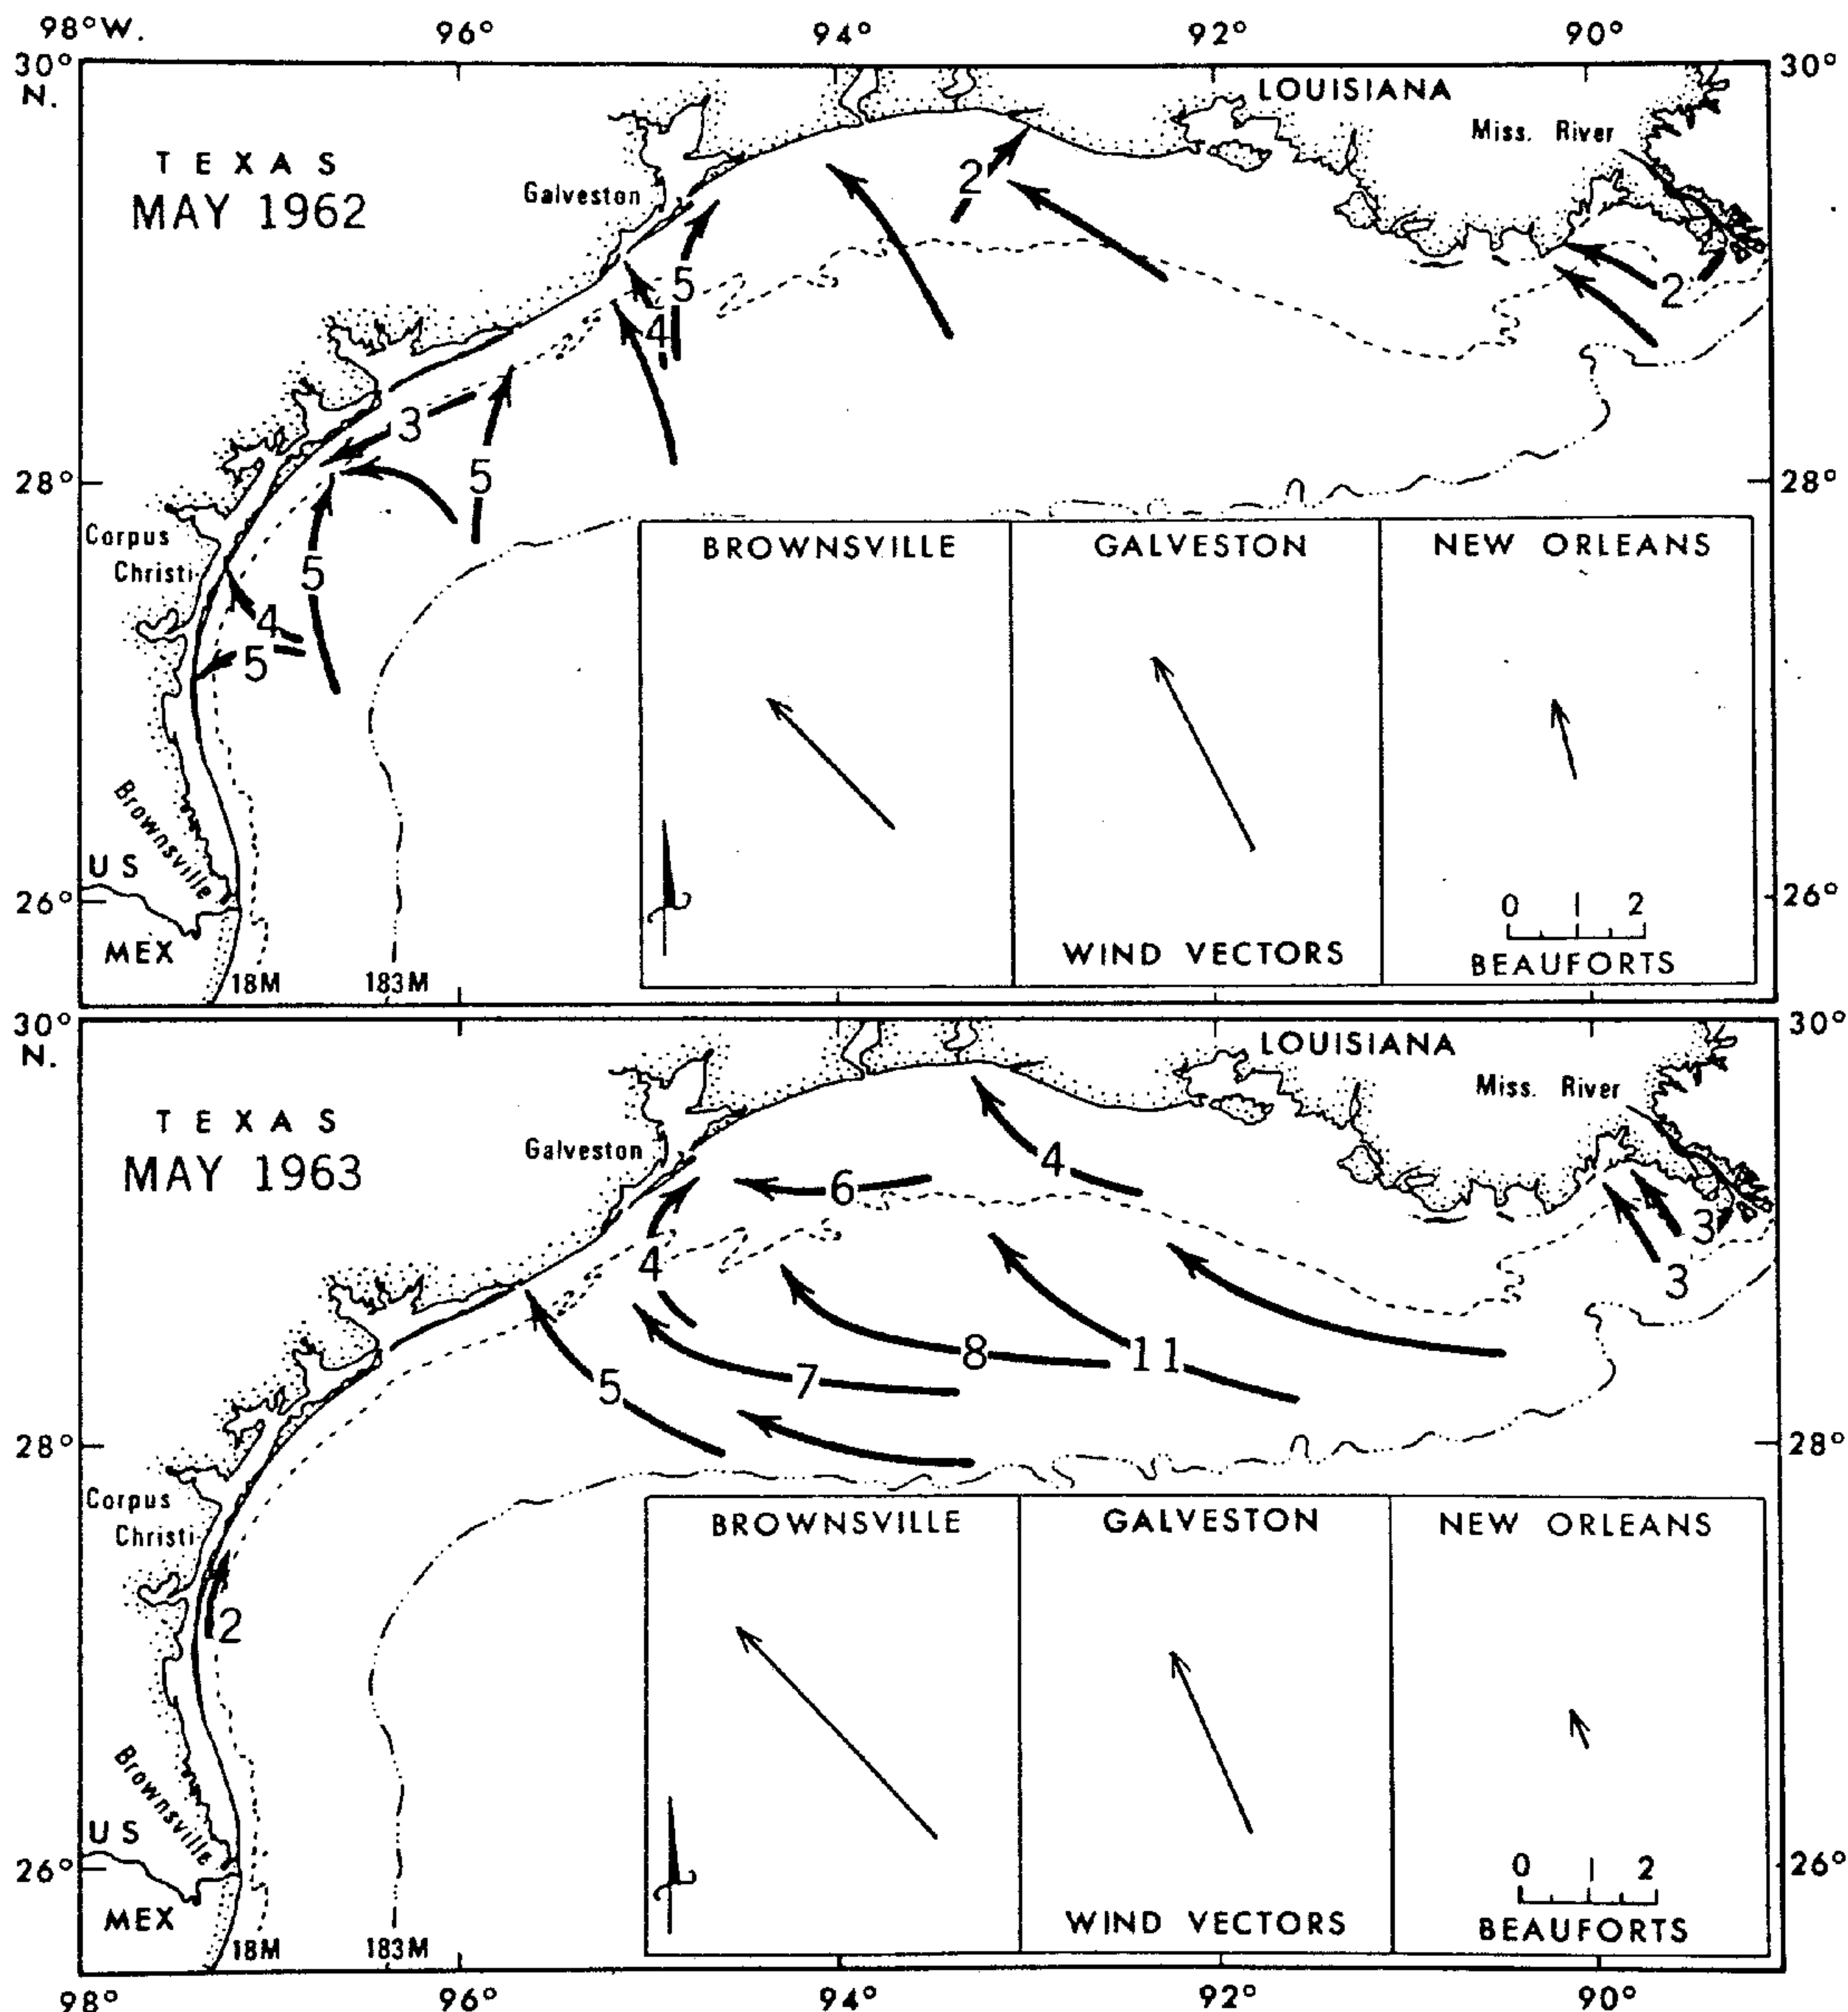 98°W. 96° 94° 92° 90°
30° N. 30°
LOUISIANA
Miss. River
TEXAS
MAY 1962
Galveston
2
5
2
4
3
28° 5 28°
Corpus Christi
5
4
5
BROWNSVILLE GALVESTON NEW ORLEANS
Brownsville
US
26° 0 1 2 26°
MEX WIND VECTORS BEAUFORTS
18M 183M
30° N. 30°
LOUISIANA
Miss. River
TEXAS
MAY 1963
Galveston
4
6
3
4 3
8 11
7
5
28° 28°
Corpus Christi
BROWNSVILLE GALVESTON NEW ORLEANS
2
Brownsville
US
26° 0 1 2 26°
MEX WIND VECTORS BEAUFORTS
18M 183M
98° 96° 94° 92° 90°